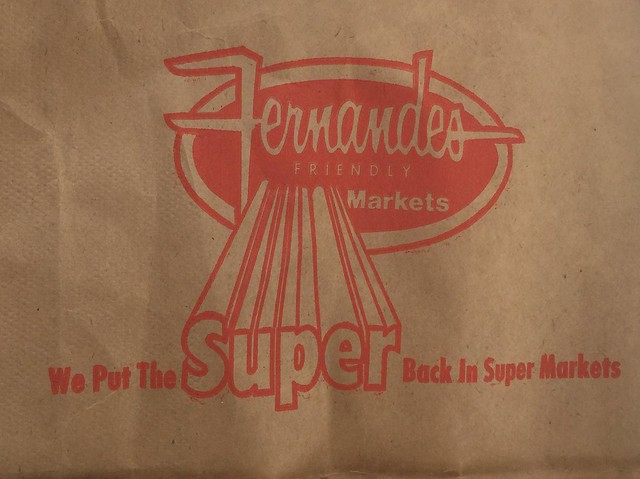 Fernandes
FRIENDLY
Markets
We Put The Super Back In Super Markets